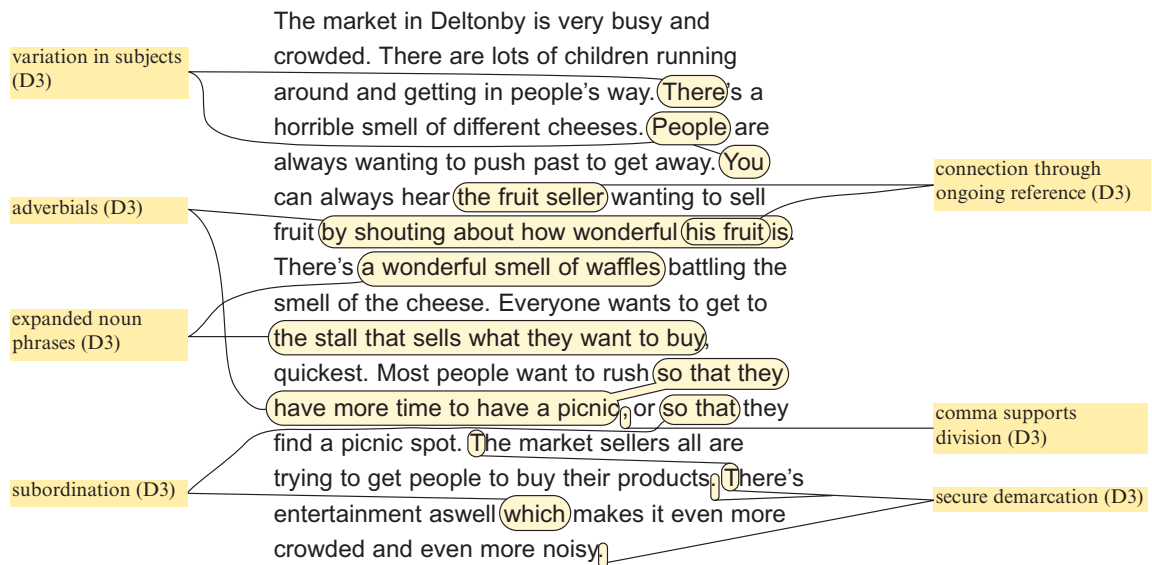 The market in Deltonby is very busy and
crowded. There are lots of children running
around and getting in people's way. There's a
horrible smell of different cheeses. People are
always wanting to push past to get away. You
can always hear the fruit seller wanting to sell
fruit by shouting about how wonderful his fruit is.
There's a wonderful smell of waffles battling the
smell of the cheese. Everyone wants to get to
the stall that sells what they want to buy,
quickest. Most people want to rush so that they
have more time to have a picnic, or so that they
find a picnic spot. The market sellers all are
trying to get people to buy their products. There's
entertainment aswell which makes it even more
crowded and even more noisy.
variation in subjects
(D3)
adverbials (D3)
expanded noun
phrases (D3)
subordination (D3)
connection through
ongoing reference (D3)
comma supports
division (D3)
secure demarcation (D3)